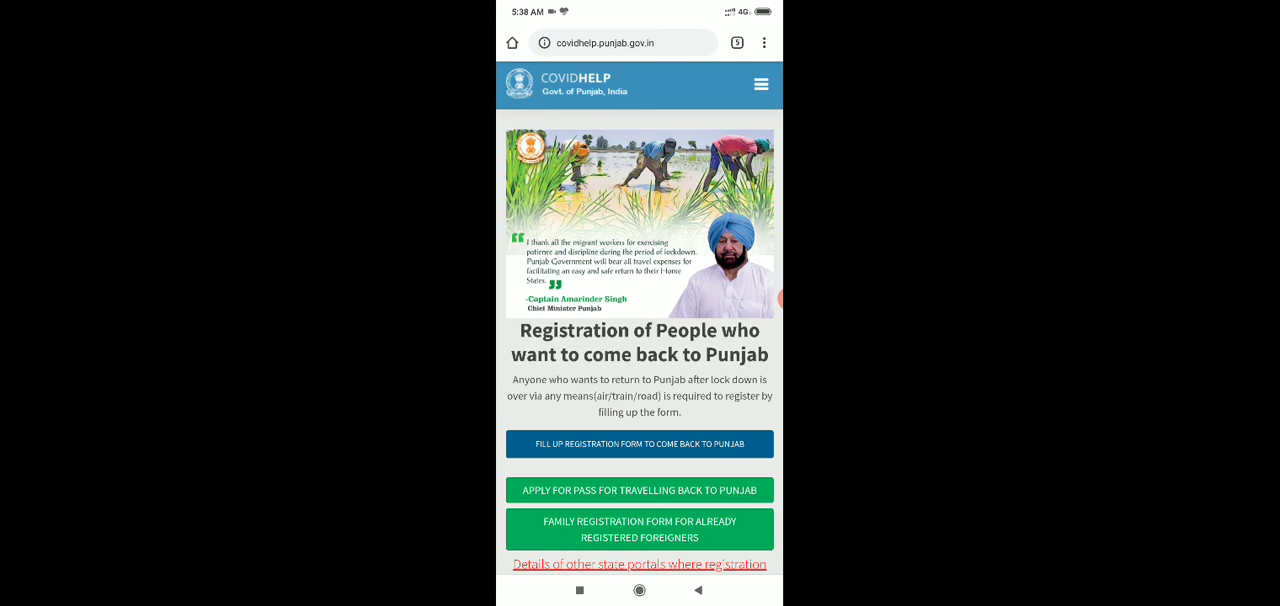 5:38 AM
4G
covidhelp.punjab.gov.in
5
COVIDHELP
Govt. of Punjab, India
I thank all the migrant workers for exercising
patience and discipline during the period of lockdown.
Punjab Government will bear all travel expenses for
facilitating an easy and safe return to their Home
States.
-Captain Amarinder Singh
Chief Minister Punjab
Registration of People who
want to come back to Punjab
Anyone who wants to return to Punjab after lock down is
over via any means(air/train/road) is required to register by
filling up the form.
FILL UP REGISTRATION FORM TO COME BACK TO PUNJAB
APPLY FOR PASS FOR TRAVELLING BACK TO PUNJAB
FAMILY REGISTRATION FORM FOR ALREADY
REGISTERED FOREIGNERS
Details of other state portals where registration